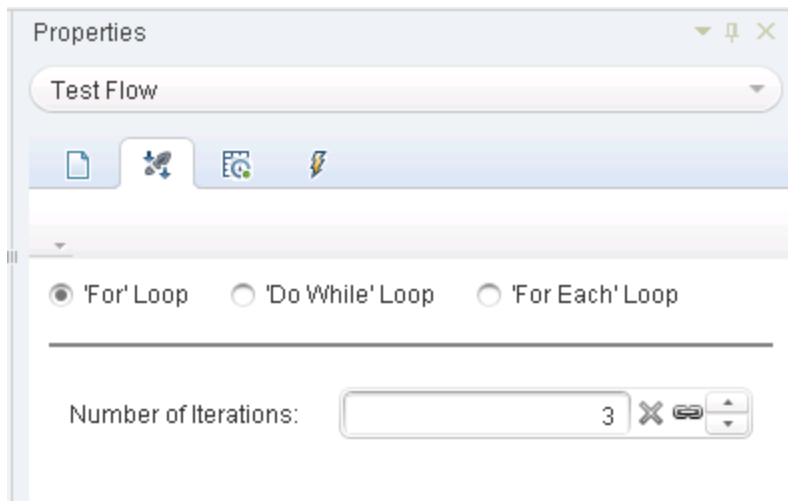 Properties
Test Flow
'For' Loop 'Do While' Loop 'For Each' Loop
Number of Iterations: 3